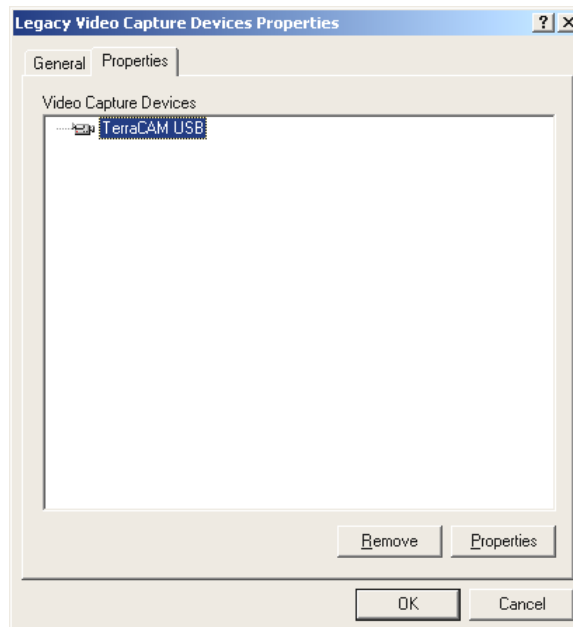 Legacy Video Capture Devices Properties ? X
General Properties
Video Capture Devices
TerraCAM USB
Remove Properties
OK Cancel